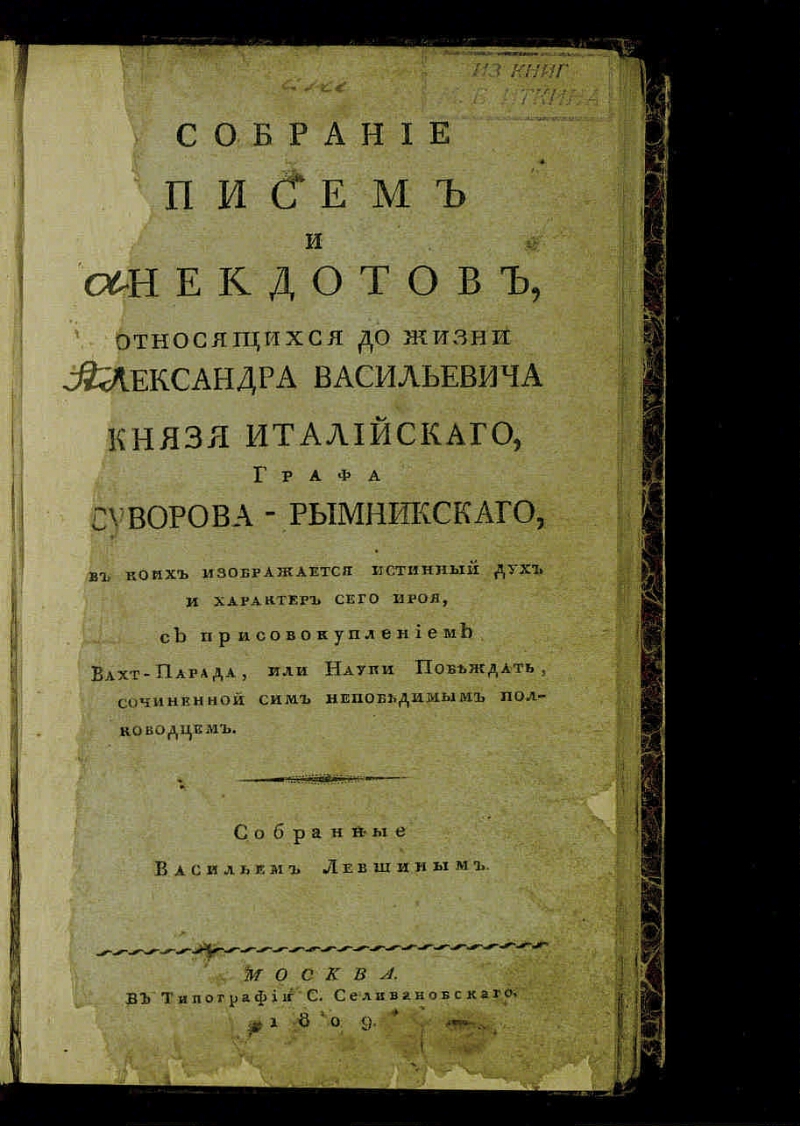 ИЗ КНИГ
СОБРАНІЕ
ПИСЕМЪ
И
АНЕКДОТОВЪ,
ОТНОСЯЩИХСЯ ДО ЖИЗНИ
АЛЕКСАНДРА ВАСИЛЬЕВИЧА
КНЯЗЯ ИТАЛІЙСКАГО,
ГРАФА
СУВОРОВА - РЫМНИКСКАГО,
ВЪ КОИХЪ ИЗОБРАЖАЕТСЯ ИСТИННЫЙ ДУХЪ
И ХАРАКТЕРЪ СЕГО ИРОЯ,
съ присовокупленіемъ
Вахт-Парада, или Науки Побѣждать,
сочиненной симъ непобѣдимымъ пол-
ководцемъ.
Собранные
Васильемъ Левшинымъ.
МОСКВА.
Въ Типографіи С. Селивановскаго,
1809.